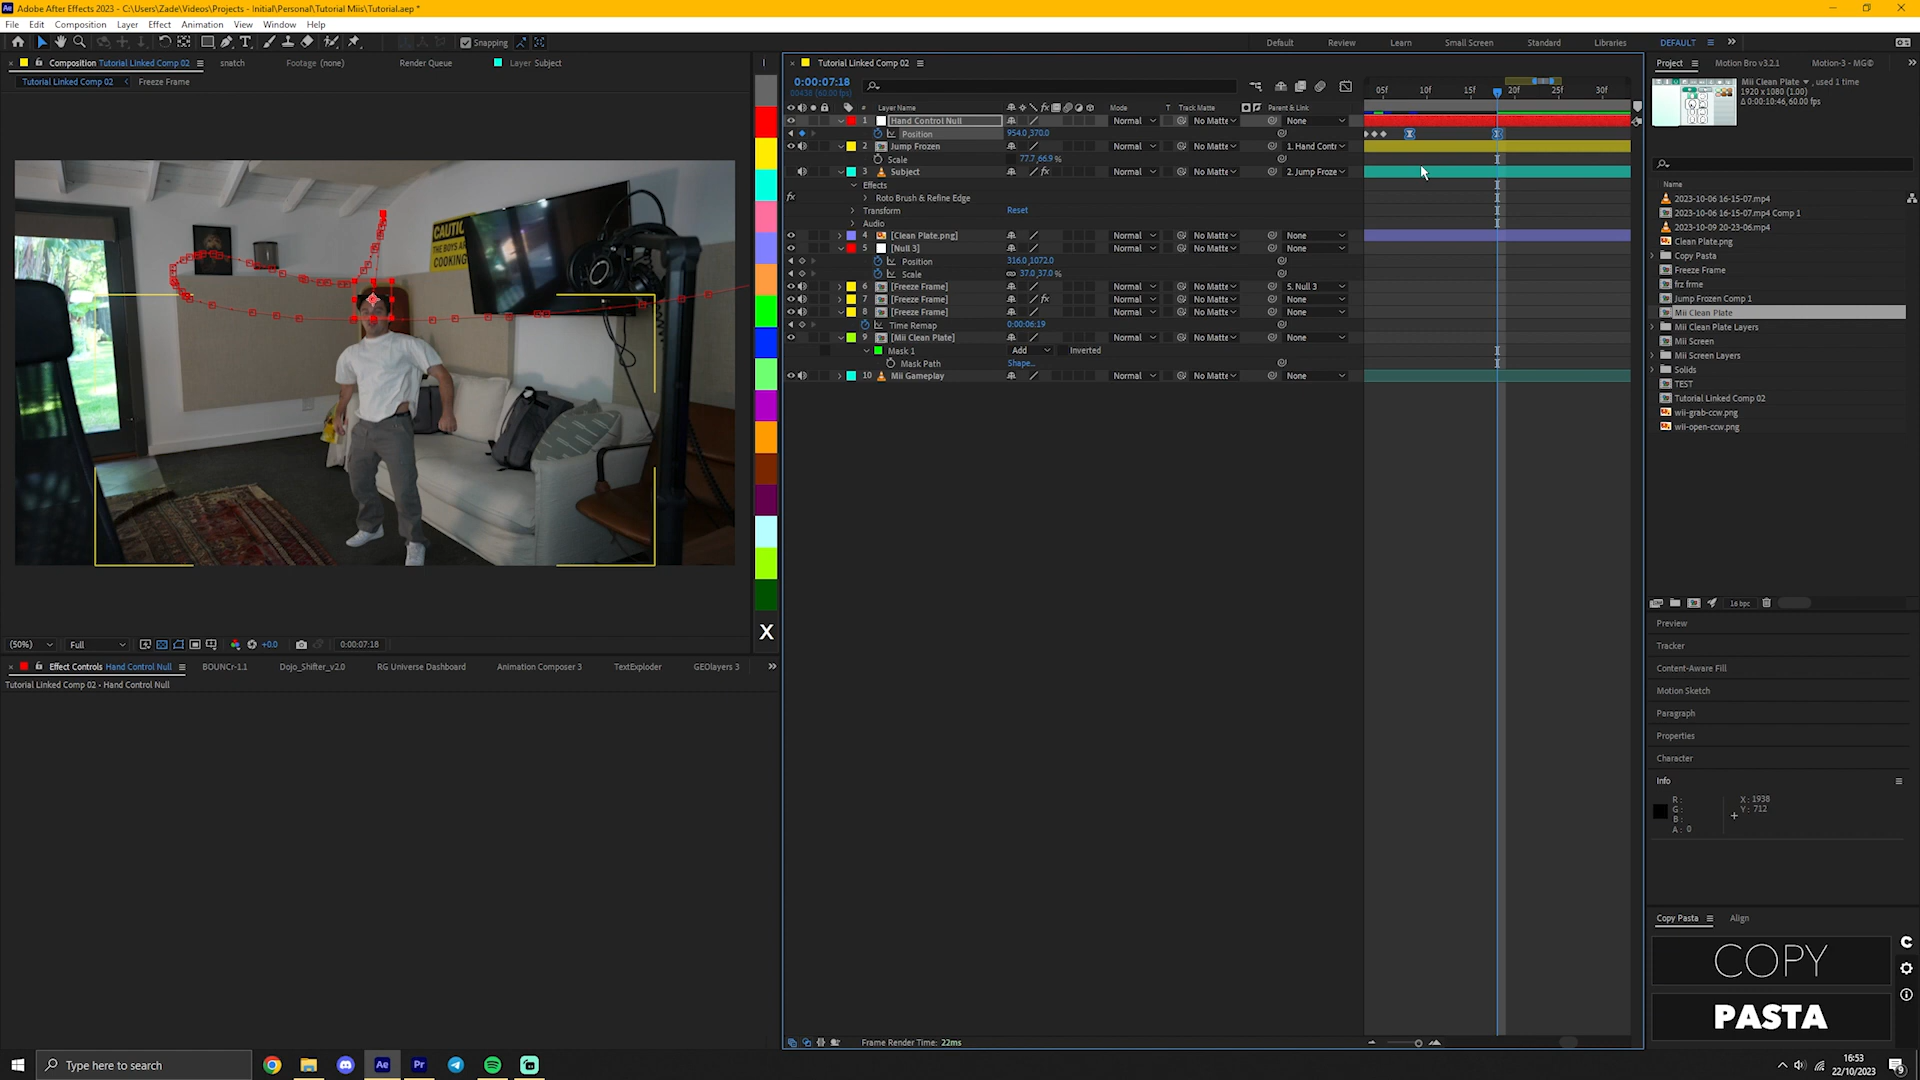 Adobe After Effects 2023 - C:\Users\Zade\Videos\Projects - Initial\Personal\Tutorial Miis\Tutorial.aep *
File Edit Composition Layer Effect Animation View Window Help
Snapping
Default Review Learn Small Screen Standard Libraries DEFAULT
Composition Tutorial Linked Comp 02 snatch Footage (none) Render Queue Layer Subject
Tutorial Linked Comp 02 Freeze Frame
(50%) Full +0.0 0:00:07:18
Effect Controls Hand Control Null BOUNCr-1.1 Dojo_Shifter_v2.0 RG Universe Dashboard Animation Composer 3 TextExploder GEOlayers 3
Tutorial Linked Comp 02 • Hand Control Null
X
Tutorial Linked Comp 02
0:00:07:18
00438 (60.00 fps)
# Layer Name Mode T Track Matte Parent & Link
05f 10f 15f 20f 25f 30f
1 Hand Control Null Normal No Matte None
Position 954.0,370.0
2 Jump Frozen Normal No Matte 1. Hand Contr
Scale 77.7,66.9 %
3 Subject Normal No Matte 2. Jump Froze
Effects
fx Roto Brush & Refine Edge
Transform Reset
Audio
4 [Clean Plate.png] Normal No Matte None
5 [Null 3] Normal No Matte None
Position 316.0,1072.0
Scale 37.0,37.0 %
6 [Freeze Frame] Normal No Matte 5. Null 3
7 [Freeze Frame] Normal No Matte None
8 [Freeze Frame] Normal No Matte None
Time Remap 0:00:06:19
9 [Mii Clean Plate] Normal No Matte None
Mask 1 Add Inverted
Mask Path Shape...
10 Mii Gameplay Normal No Matte None
Frame Render Time: 22ms
Project Motion Bro v3.2.1 Motion-3 - MG©
Mii Clean Plate , used 1 time
1920 x 1080 (1.00)
Δ 0:00:10:46, 60.00 fps
Name
2023-10-06 16-15-07.mp4
2023-10-06 16-15-07.mp4 Comp 1
2023-10-09 20-23-06.mp4
Clean Plate.png
Copy Pasta
Freeze Frame
frz frme
Jump Frozen Comp 1
Mii Clean Plate
Mii Clean Plate Layers
Mii Screen
Mii Screen Layers
Solids
TEST
Tutorial Linked Comp 02
wii-grab-ccw.png
wii-open-ccw.png
16 bpc
Preview
Tracker
Content-Aware Fill
Motion Sketch
Paragraph
Properties
Character
Info
R: X: 1938
G: Y: 712
B:
A: 0
Copy Pasta Align
COPY
PASTA
CAUTIO
THE BOYS AR
COOKING
Type here to search
16:53
22/10/2023